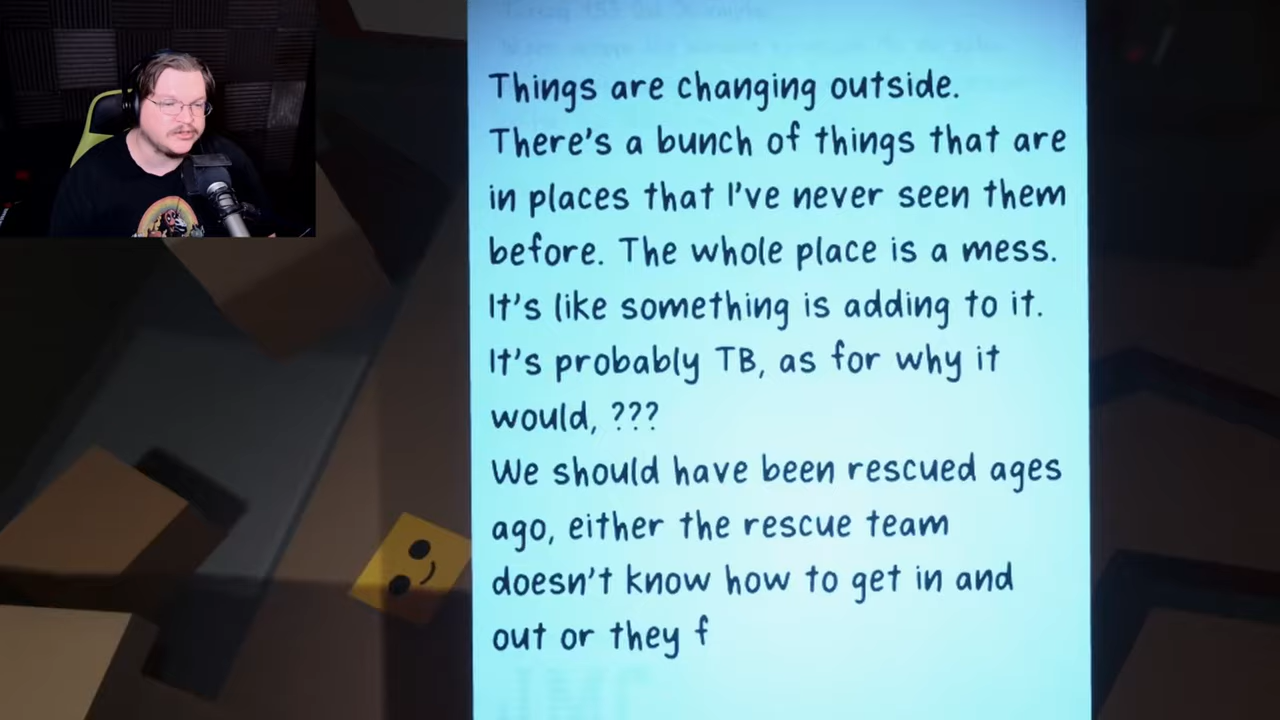 Things are changing outside.
There's a bunch of things that are
in places that I've never seen them
before. The whole place is a mess.
It's like something is adding to it.
It's probably TB, as for why it
would, ???
We should have been rescued ages
ago, either the rescue team
doesn't know how to get in and
out or they f